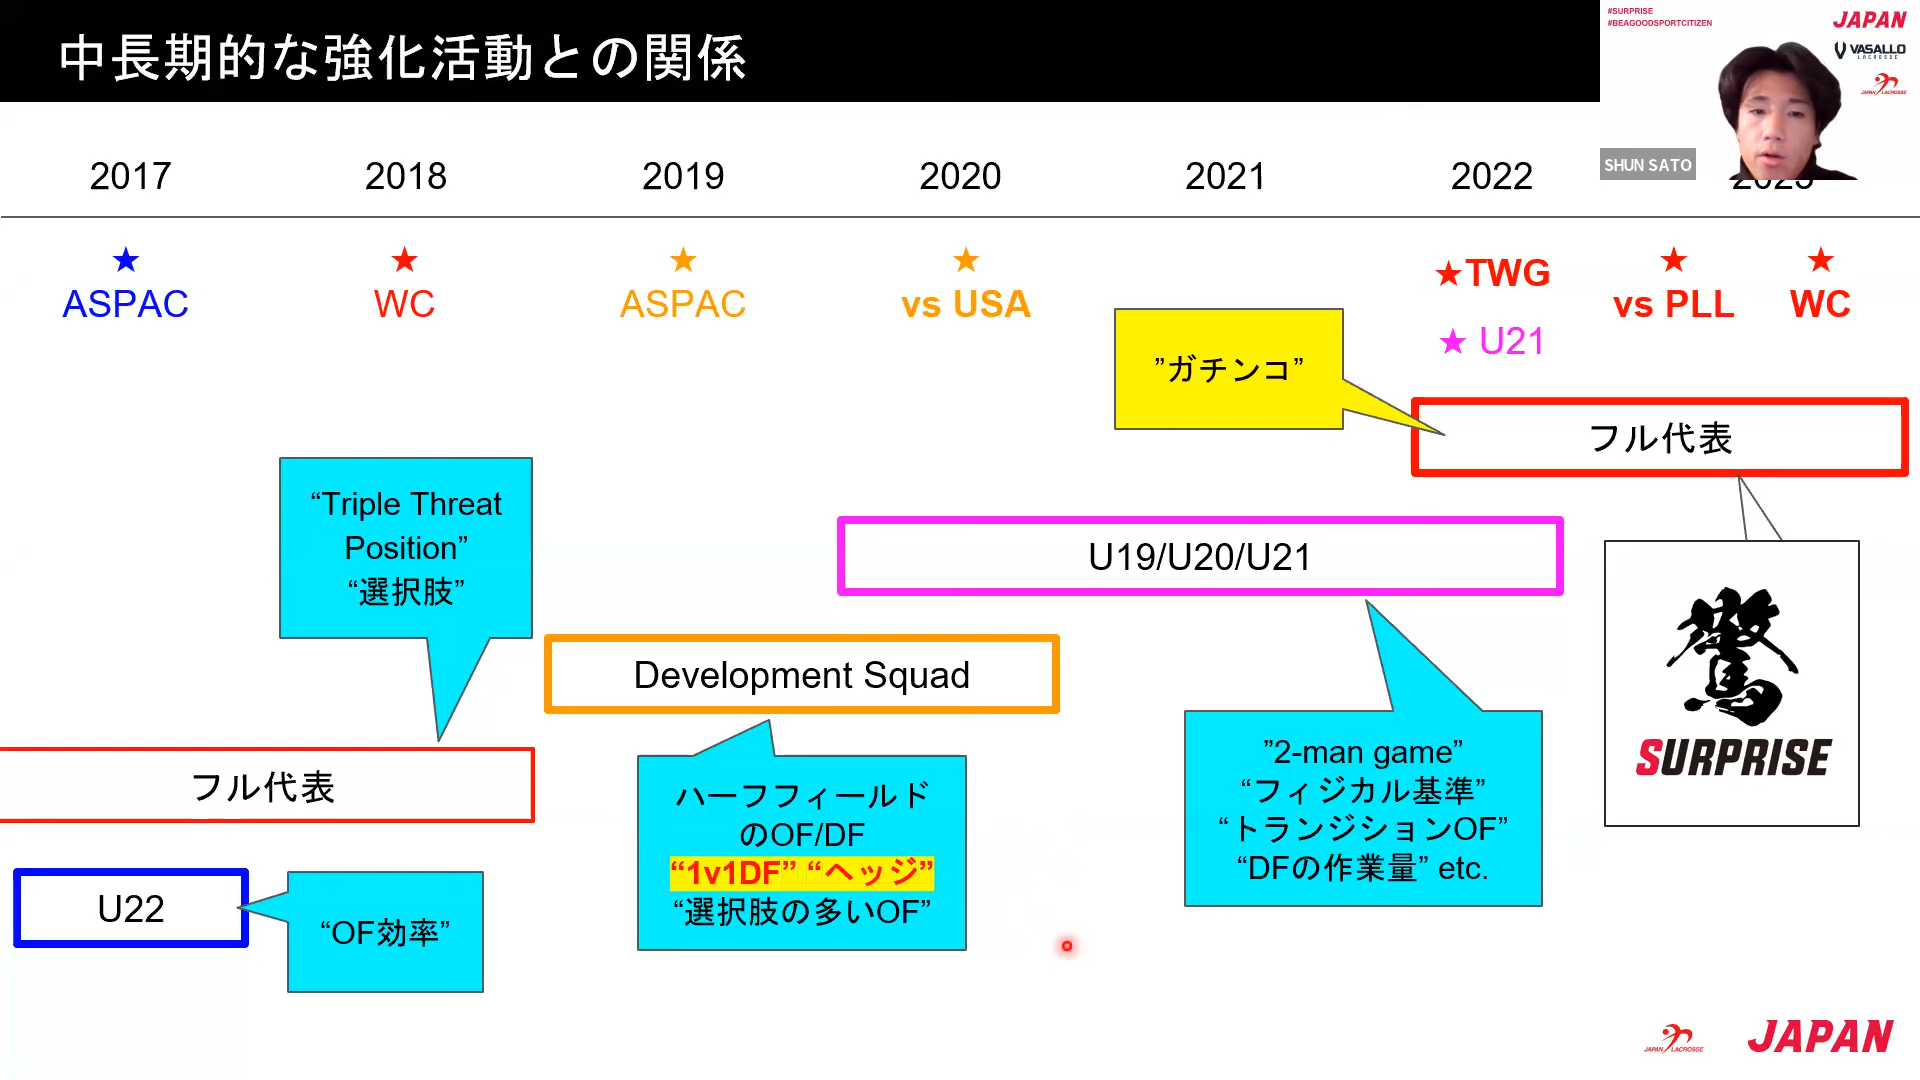 中長期的な強化活動との関係
#SURPRISE
#BEAGOODSPORTCITIZEN
JAPAN
VASALLO
LACROSSE
JAPAN LACROSSE
SHUN SATO
2017
2018
2019
2020
2021
2022
2023
★
ASPAC
★
WC
★
ASPAC
★
vs USA
★TWG
★ U21
★
vs PLL
★
WC
”ガチンコ”
フル代表
“Triple Threat
Position”
“選択肢”
U19/U20/U21
Development Squad
驚
SURPRISE
フル代表
ハーフフィールド
のOF/DF
“1v1DF” “ヘッジ”
“選択肢の多いOF”
”2-man game”
“フィジカル基準”
“トランジションOF”
“DFの作業量” etc.
U22
“OF効率”
JAPAN LACROSSE
JAPAN